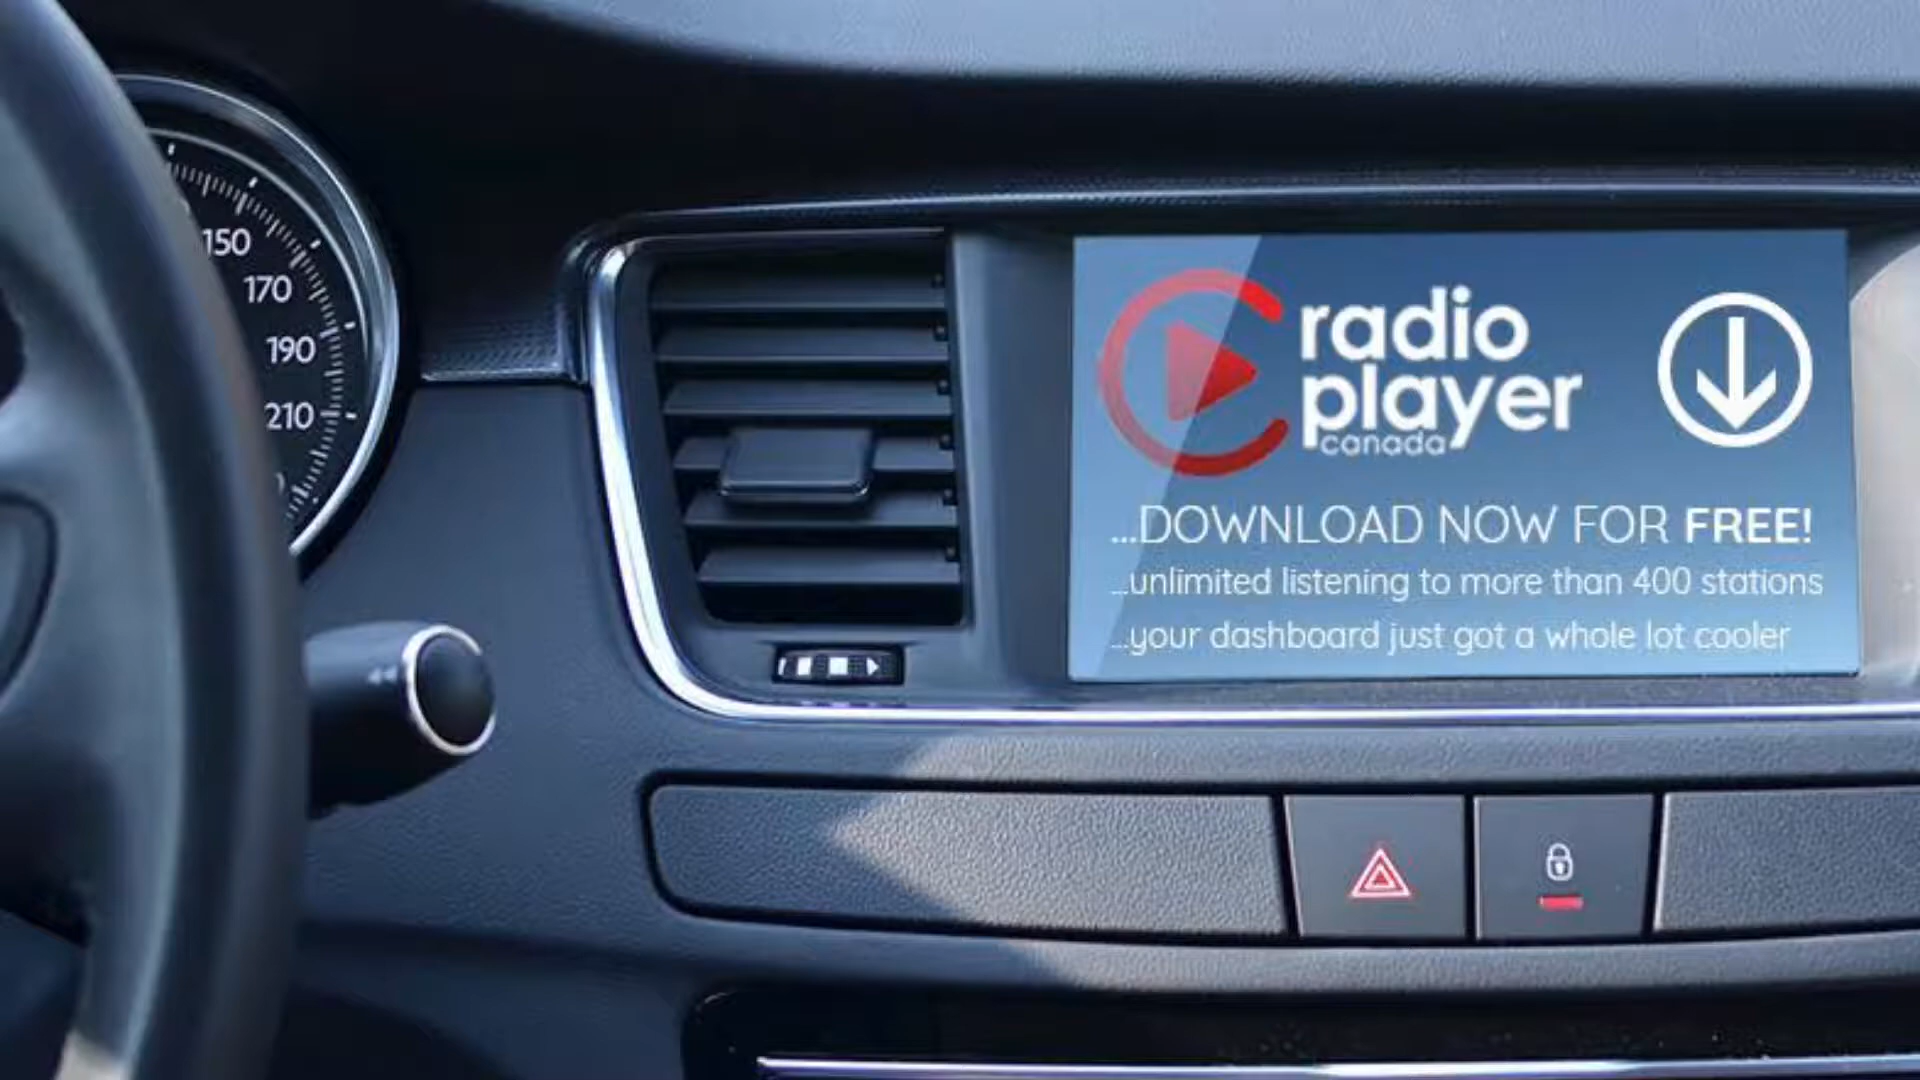 150
170
190
210
radio
player
canada
...DOWNLOAD NOW FOR FREE!
...unlimited listening to more than 400 stations
...your dashboard just got a whole lot cooler